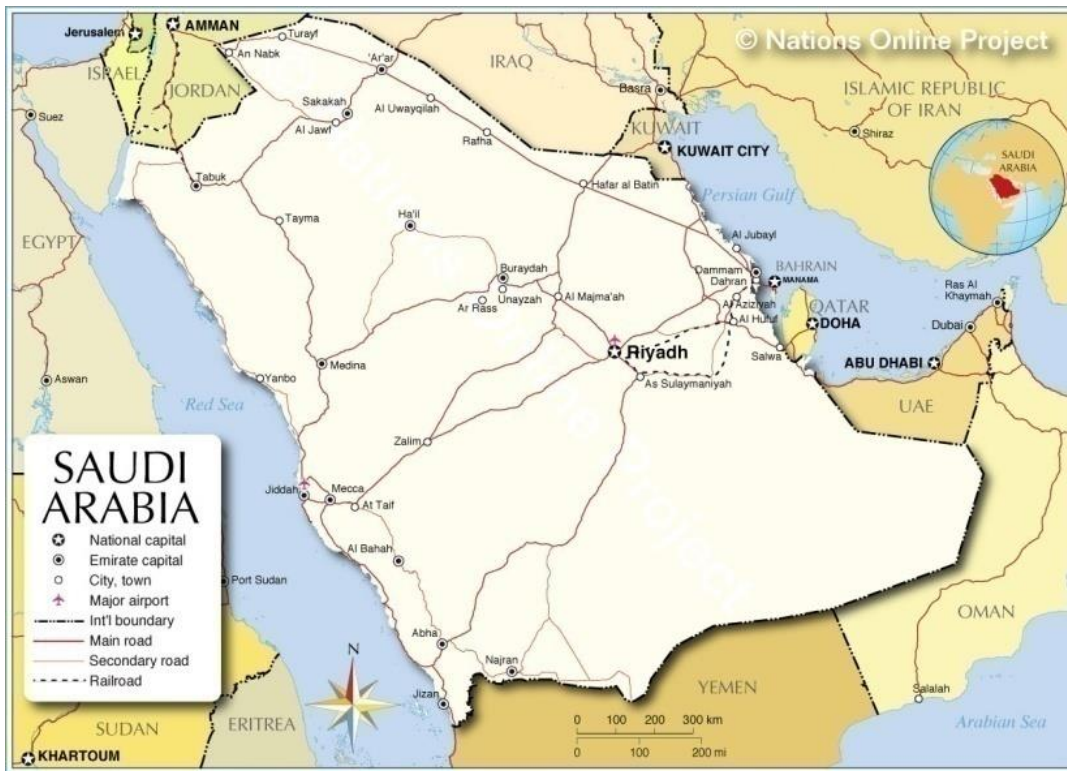 © Nations Online Project
Jerusalem
AMMAN
ISRAEL
JORDAN
Turayf
An Nabk
'Ar'ar
IRAQ
Basra
ISLAMIC REPUBLIC
OF IRAN
Suez
Sakakah
Al Uwayqilah
Al Jawf
Rafha
KUWAIT
KUWAIT CITY
Shiraz
SAUDI
ARABIA
Tabuk
Hafar al Batin
Persian Gulf
EGYPT
Tayma
Ha'il
Al Jubayl
Buraydah
Dammam
Dahran
BAHRAIN
MANAMA
Unayzah
Ar Rass
Al Majma'ah
Al Aziziyah
QATAR
Ras Al
Khaymah
Al Hufuf
DOHA
Dubai
Riyadh
Salwa
Medina
ABU DHABI
Aswan
Yanbo
As Sulaymaniyah
Red Sea
UAE
Zalim
SAUDI
ARABIA
National capital
Emirate capital
City, town
Major airport
Int'l boundary
Main road
Secondary road
Railroad
Jiddah
Mecca
At Taif
Al Bahah
Port Sudan
OMAN
Abha
Najran
Jizan
YEMEN
N
Salalah
SUDAN
ERITREA
0 100 200 300 km
0 100 200 mi
Arabian Sea
KHARTOUM